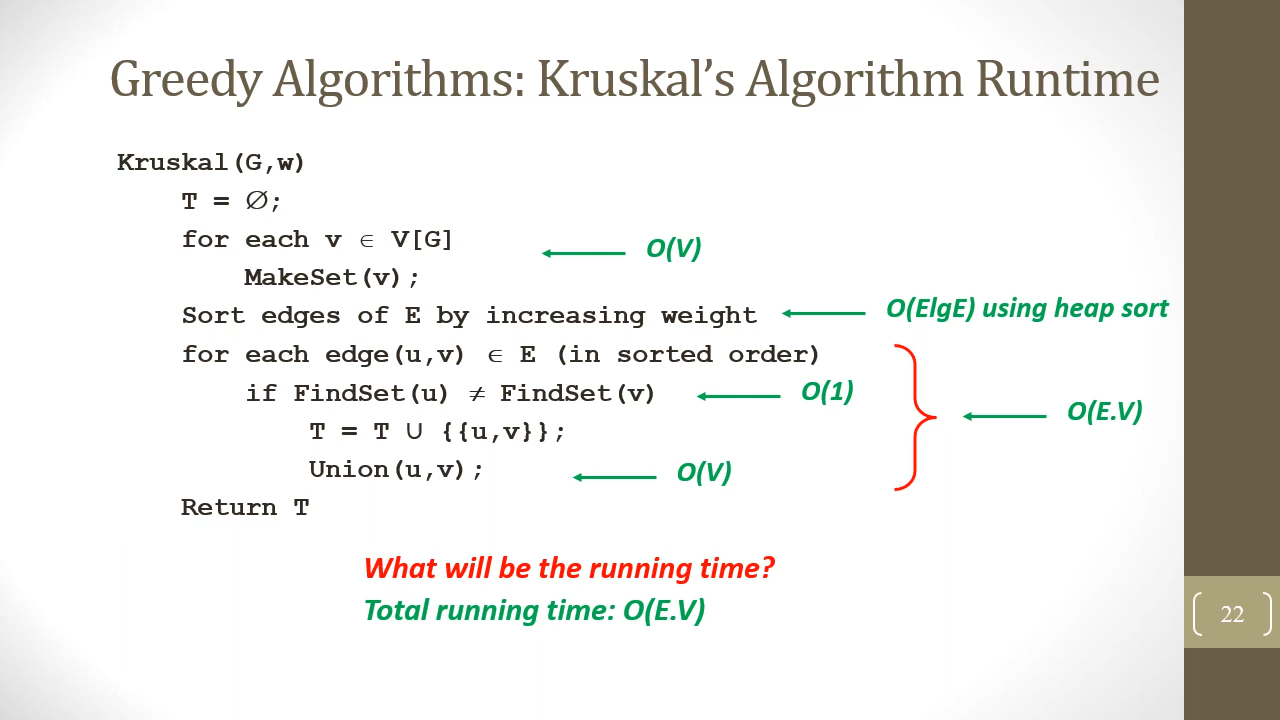 Greedy Algorithms: Kruskal’s Algorithm Runtime
Kruskal(G,w)
T = ∅;
for each v ∈ V[G]
O(V)
MakeSet(v);
Sort edges of E by increasing weight
O(ElgE) using heap sort
for each edge(u,v) ∈ E (in sorted order)
if FindSet(u) ≠ FindSet(v)
O(1)
O(E.V)
T = T ∪ {{u,v}};
Union(u,v);
O(V)
Return T
What will be the running time?
Total running time: O(E.V)
22